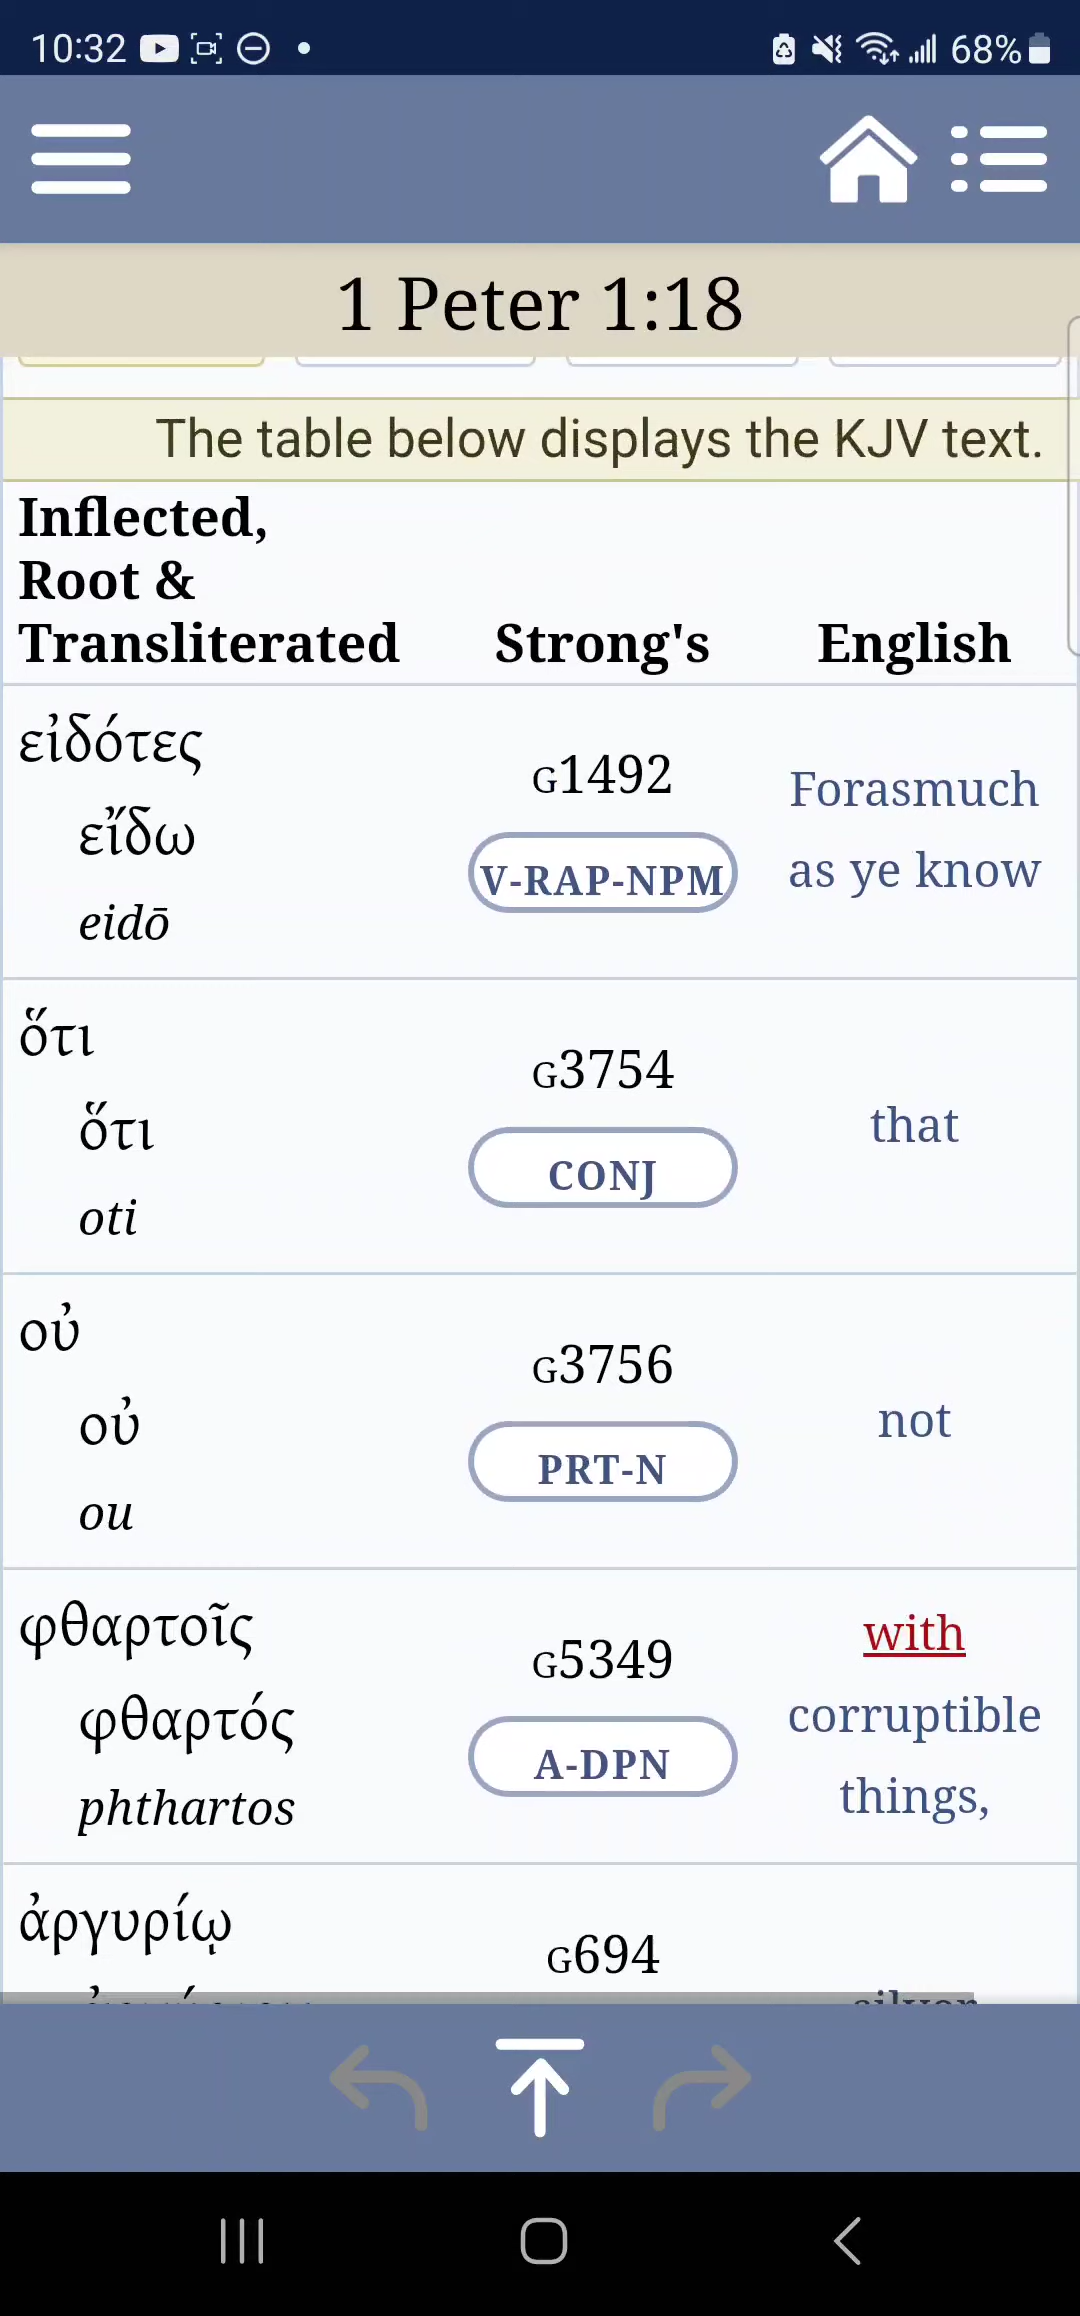 10:32 68%
1 Peter 1:18
The table below displays the KJV text.
Inflected,
Root &
Transliterated Strong's English
εἰδότες
εἴδω
eidō
G1492
V-RAP-NPM
Forasmuch
as ye know
ὅτι
ὅτι
oti
G3754
CONJ
that
οὐ
οὐ
ou
G3756
PRT-N
not
φθαρτοῖς
φθαρτός
phthartos
G5349
A-DPN
with
corruptible
things,
ἀργυρίῳ
G694